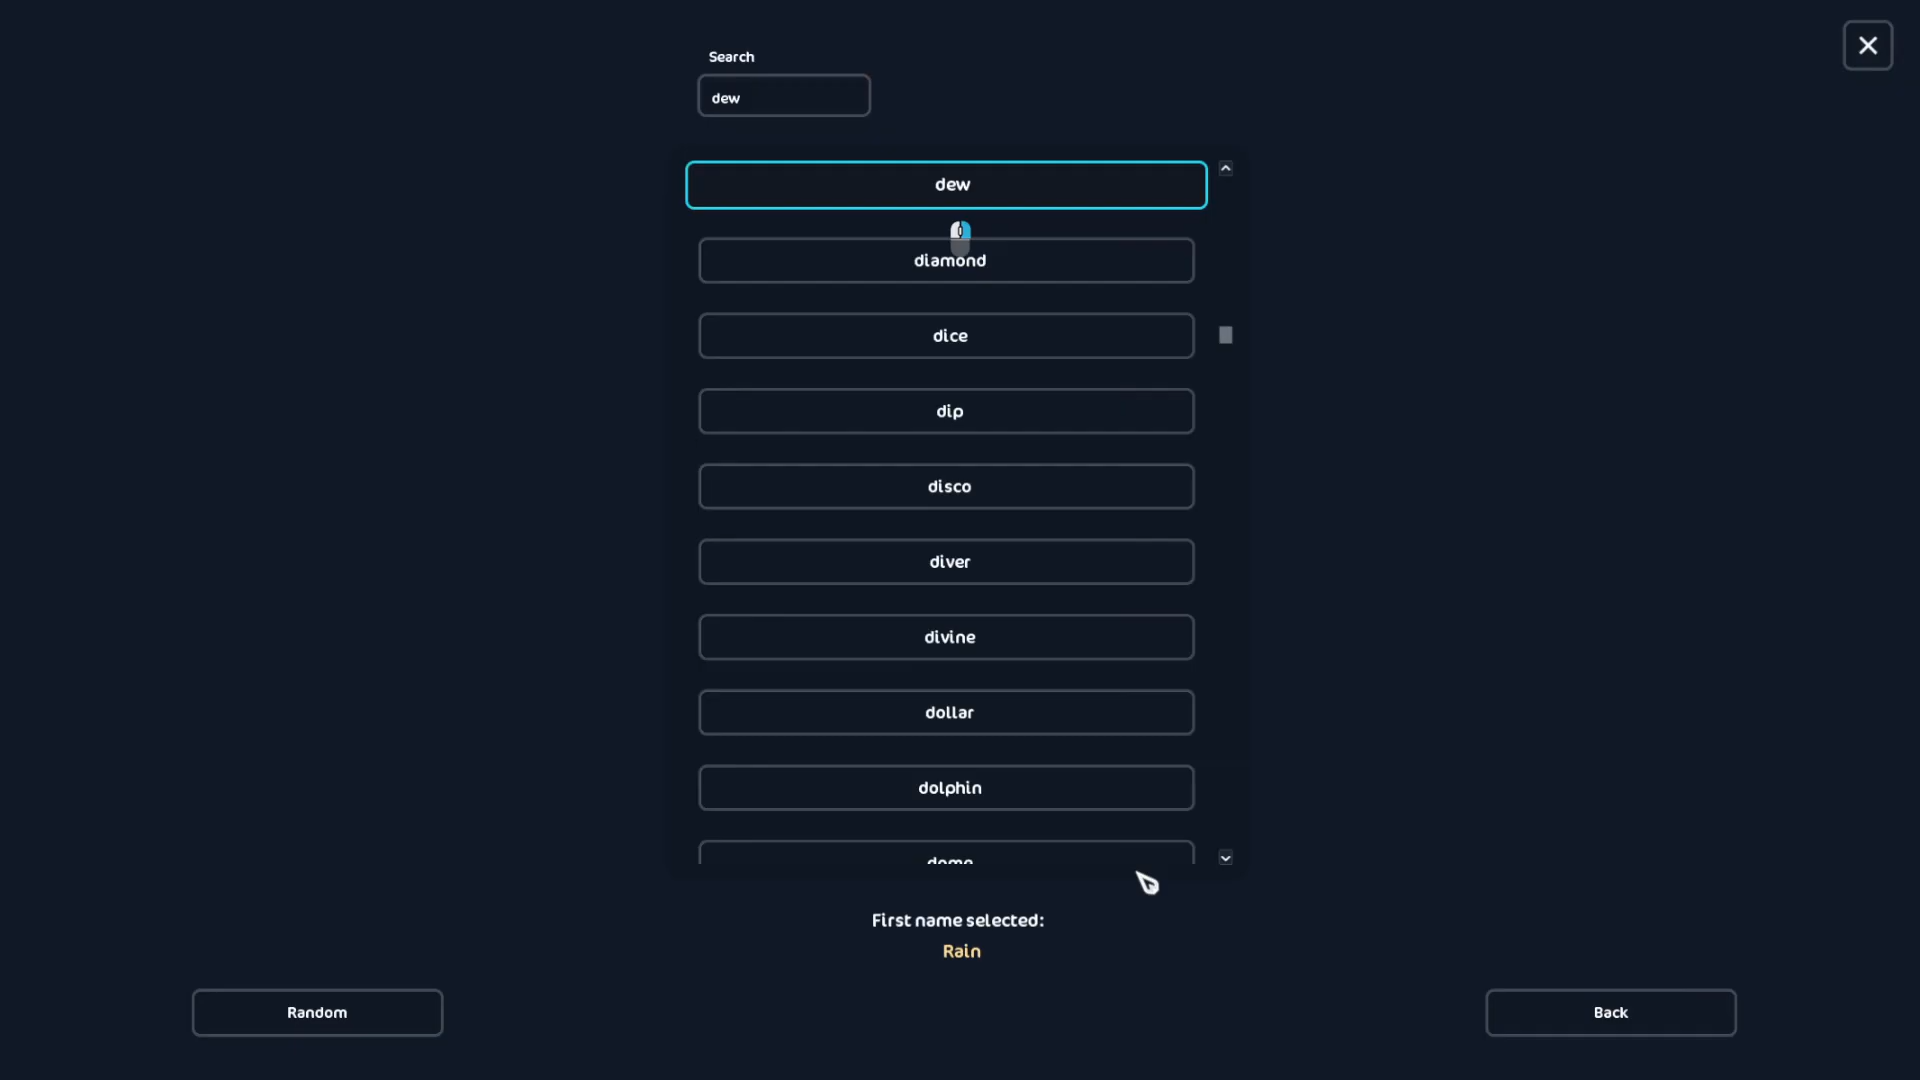 Search
dew
dew
diamond
dice
dip
disco
diver
divine
dollar
dolphin
First name selected:
Rain
Random
Back